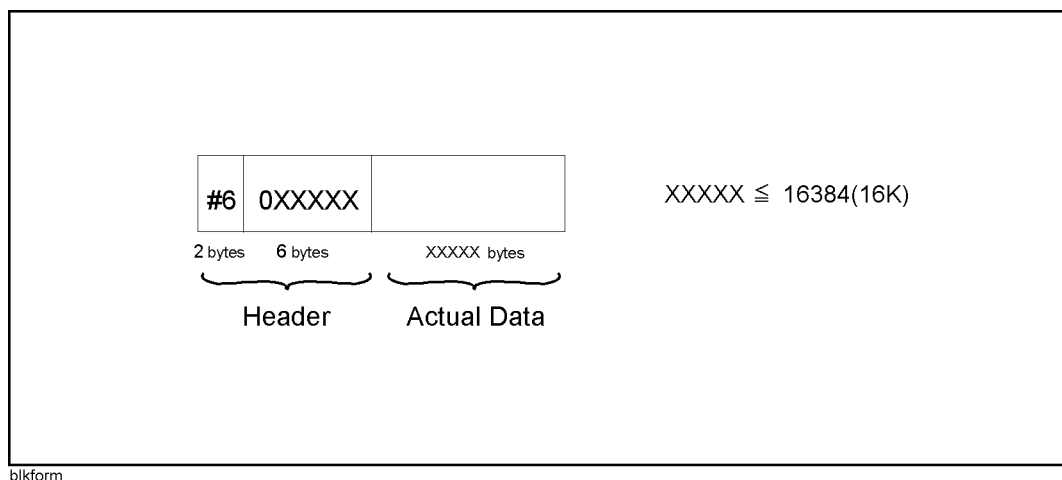 #6 0XXXXX
XXXXX ≦ 16384(16K)
2 bytes 6 bytes XXXXX bytes
Header Actual Data
blkform